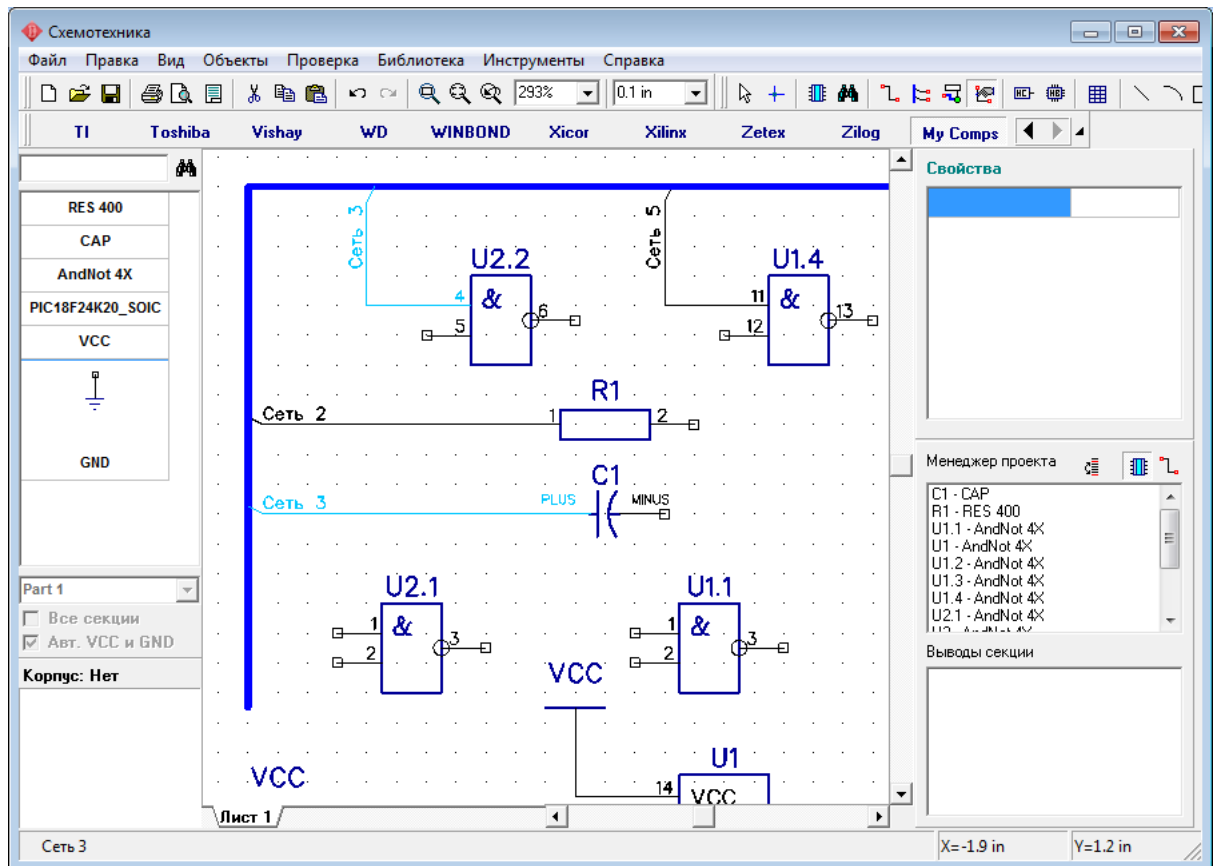 Схемотехника
Файл Правка Вид Объекты Проверка Библиотека Инструменты Справка
293% 0.1 in
TI Toshiba Vishay WD WINBOND Xicor Xilinx Zetex Zilog My Comps
RES 400
CAP
AndNot 4X
PIC18F24K20_SOIC
VCC
GND
Part 1
Все секции
Авт. VCC и GND
Корпус: Нет
Сеть 3
Сеть 5
U2.2
4 &
5
6
U1.4
11 &
12
13
R1
Сеть 2
1 2
C1
Сеть 3
PLUS MINUS
U2.1
1 &
2
3
U1.1
1 &
2
3
VCC
VCC
U1
14 VCC
Лист 1
Свойства
Менеджер проекта
C1 - CAP
R1 - RES 400
U1.1 - AndNot 4X
U1 - AndNot 4X
U1.2 - AndNot 4X
U1.3 - AndNot 4X
U1.4 - AndNot 4X
U2.1 - AndNot 4X
U2 - AndNot 4X
Выводы секции
Сеть 3
X=-1.9 in Y=1.2 in